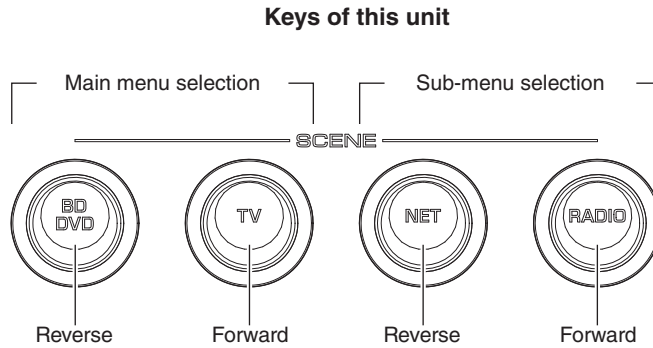 Keys of this unit
Main menu selection
Sub-menu selection
SCENE
BD
DVD
TV
NET
RADIO
Reverse
Forward
Reverse
Forward